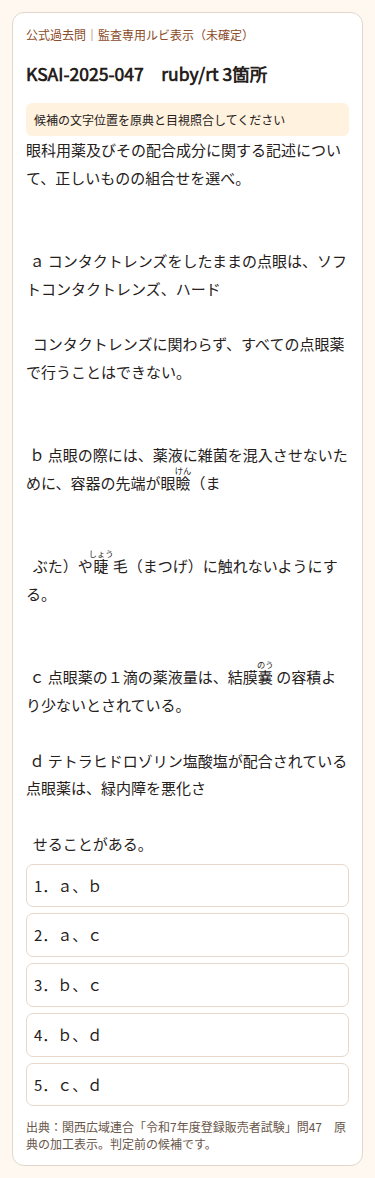 公式過去問｜監査専用ルビ表示（未確定）
KSAI-2025-047　ruby/rt 3箇所
候補の文字位置を原典と目視照合してください
眼科用薬及びその配合成分に関する記述につい
て、正しいものの組合せを選べ。
ａ コンタクトレンズをしたままの点眼は、ソフ
トコンタクトレンズ、ハード
コンタクトレンズに関わらず、すべての点眼薬
で行うことはできない。
ｂ 点眼の際には、薬液に雑菌を混入させないた
けん
めに、容器の先端が眼瞼（ま
しょう
ぶた）や睫 毛（まつげ）に触れないようにす
る。
のう
ｃ 点眼薬の１滴の薬液量は、結膜嚢 の容積よ
り少ないとされている。
ｄ テトラヒドロゾリン塩酸塩が配合されている
点眼薬は、緑内障を悪化さ
せることがある。
1．ａ、ｂ
2．ａ、ｃ
3．ｂ、ｃ
4．ｂ、ｄ
5．ｃ、ｄ
出典：関西広域連合「令和7年度登録販売者試験」問47　原
典の加工表示。判定前の候補です。